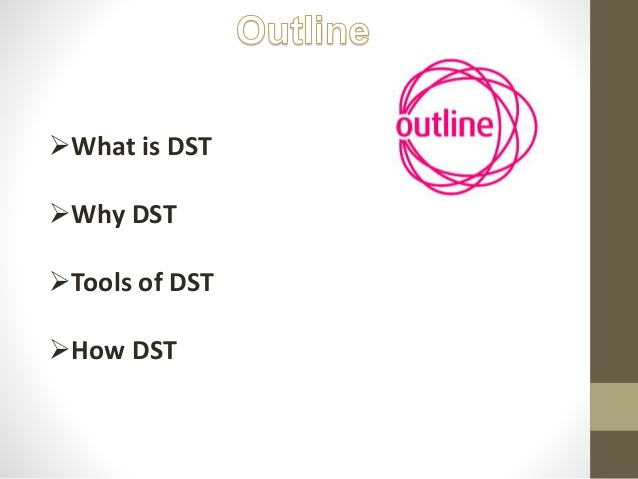 Outline
outline
➢What is DST
➢Why DST
➢Tools of DST
➢How DST